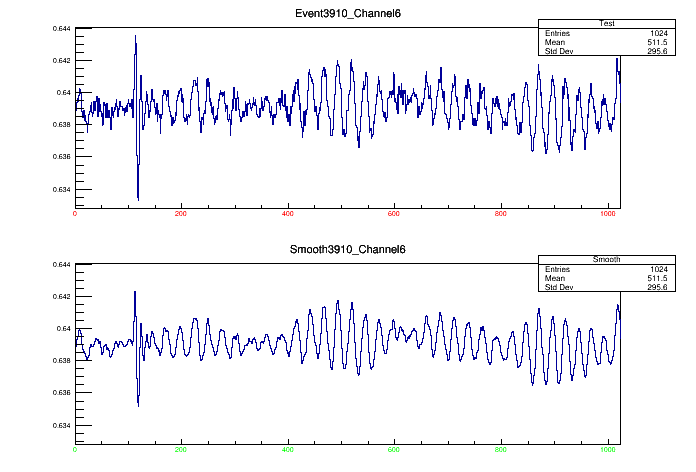 Event3910_Channel6
Test
Entries 1024
Mean 511.5
Std Dev 295.6
0.644
0.642
0.64
0.638
0.636
0.634
0 200 400 600 800 1000
Smooth3910_Channel6
Smooth
Entries 1024
Mean 511.5
Std Dev 295.6
0.644
0.642
0.64
0.638
0.636
0.634
0 200 400 600 800 1000